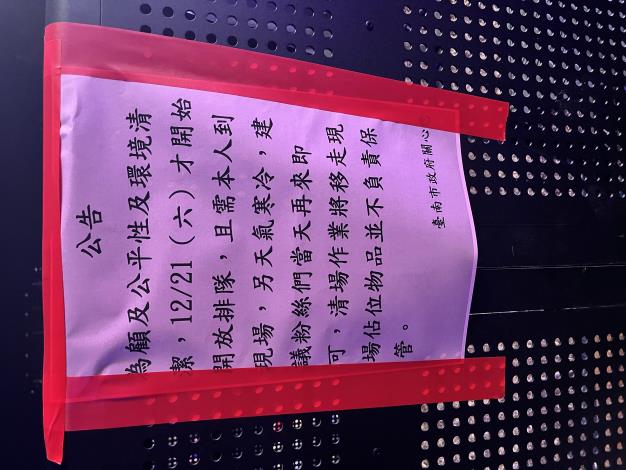 公告
為顧及公平性及環境清
潔，12/21（六）才開始
開放排隊，且需本人到
現場，另天氣寒冷，建
議粉絲們當天再來即
可，清場作業將移走現
場佔位物品並不負責保
管。
臺南市政府關心